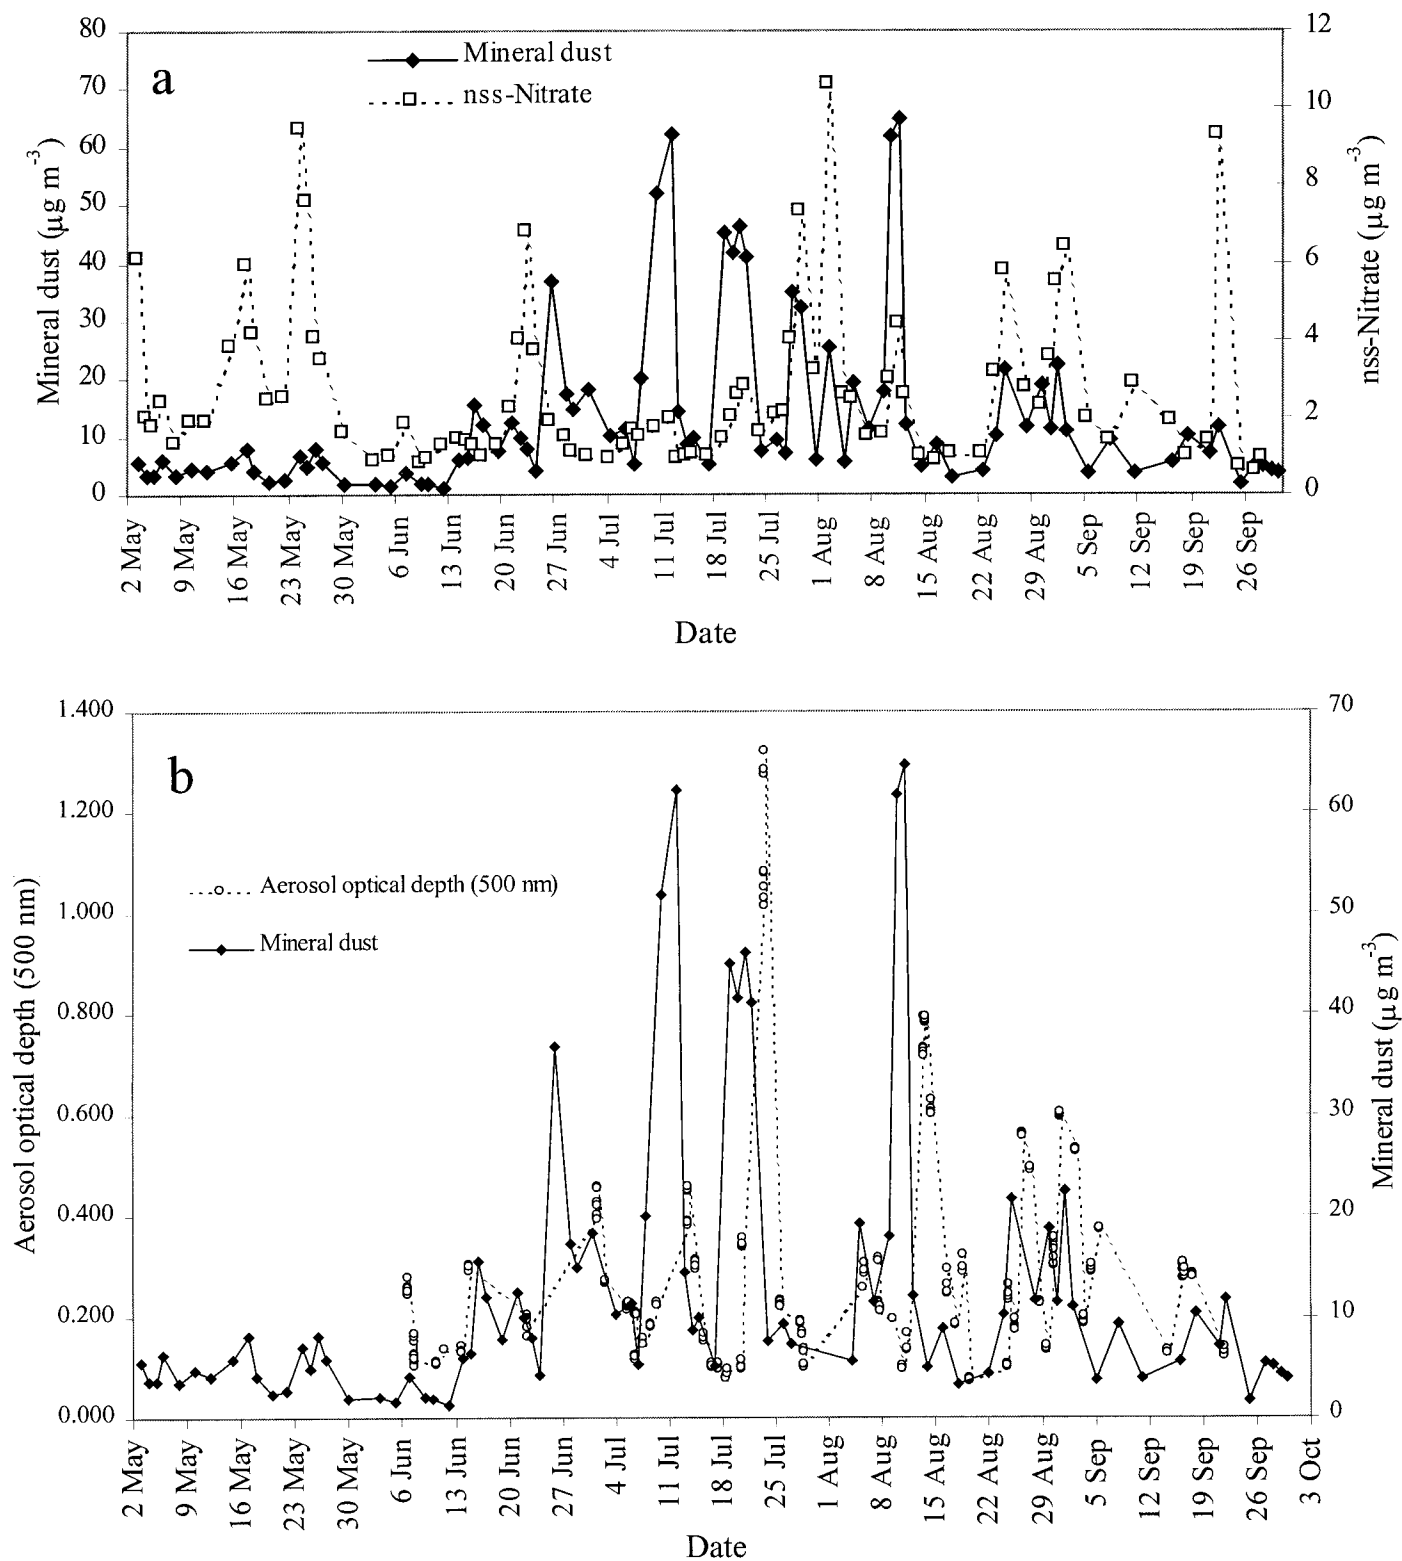 a
Mineral dust
nss-Nitrate
Mineral dust (µg m-3)
80
70
60
50
40
30
20
10
0
nss-Nitrate (µg m-3)
12
10
8
6
4
2
0
2 May
9 May
16 May
23 May
30 May
6 Jun
13 Jun
20 Jun
27 Jun
4 Jul
11 Jul
18 Jul
25 Jul
1 Aug
8 Aug
15 Aug
22 Aug
29 Aug
5 Sep
12 Sep
19 Sep
26 Sep
Date
b
Aerosol optical depth (500 nm)
Mineral dust
Aerosol optical depth (500 nm)
1.400
1.200
1.000
0.800
0.600
0.400
0.200
0.000
Mineral dust (µg m-3)
70
60
50
40
30
20
10
0
2 May
9 May
16 May
23 May
30 May
6 Jun
13 Jun
20 Jun
27 Jun
4 Jul
11 Jul
18 Jul
25 Jul
1 Aug
8 Aug
15 Aug
22 Aug
29 Aug
5 Sep
12 Sep
19 Sep
26 Sep
3 Oct
Date